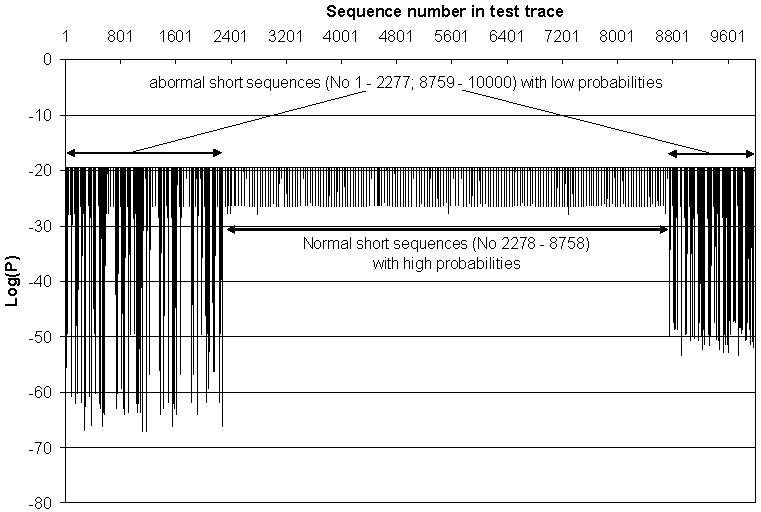 Sequence number in test trace
1 801 1601 2401 3201 4001 4801 5601 6401 7201 8001 8801 9601
0
abormal short sequences (No 1 - 2277; 8759 - 10000) with low probabilities
-10
-20
-30
Normal short sequences (No 2278 - 8758)
with high probabilities
Log(P)
-40
-50
-60
-70
-80